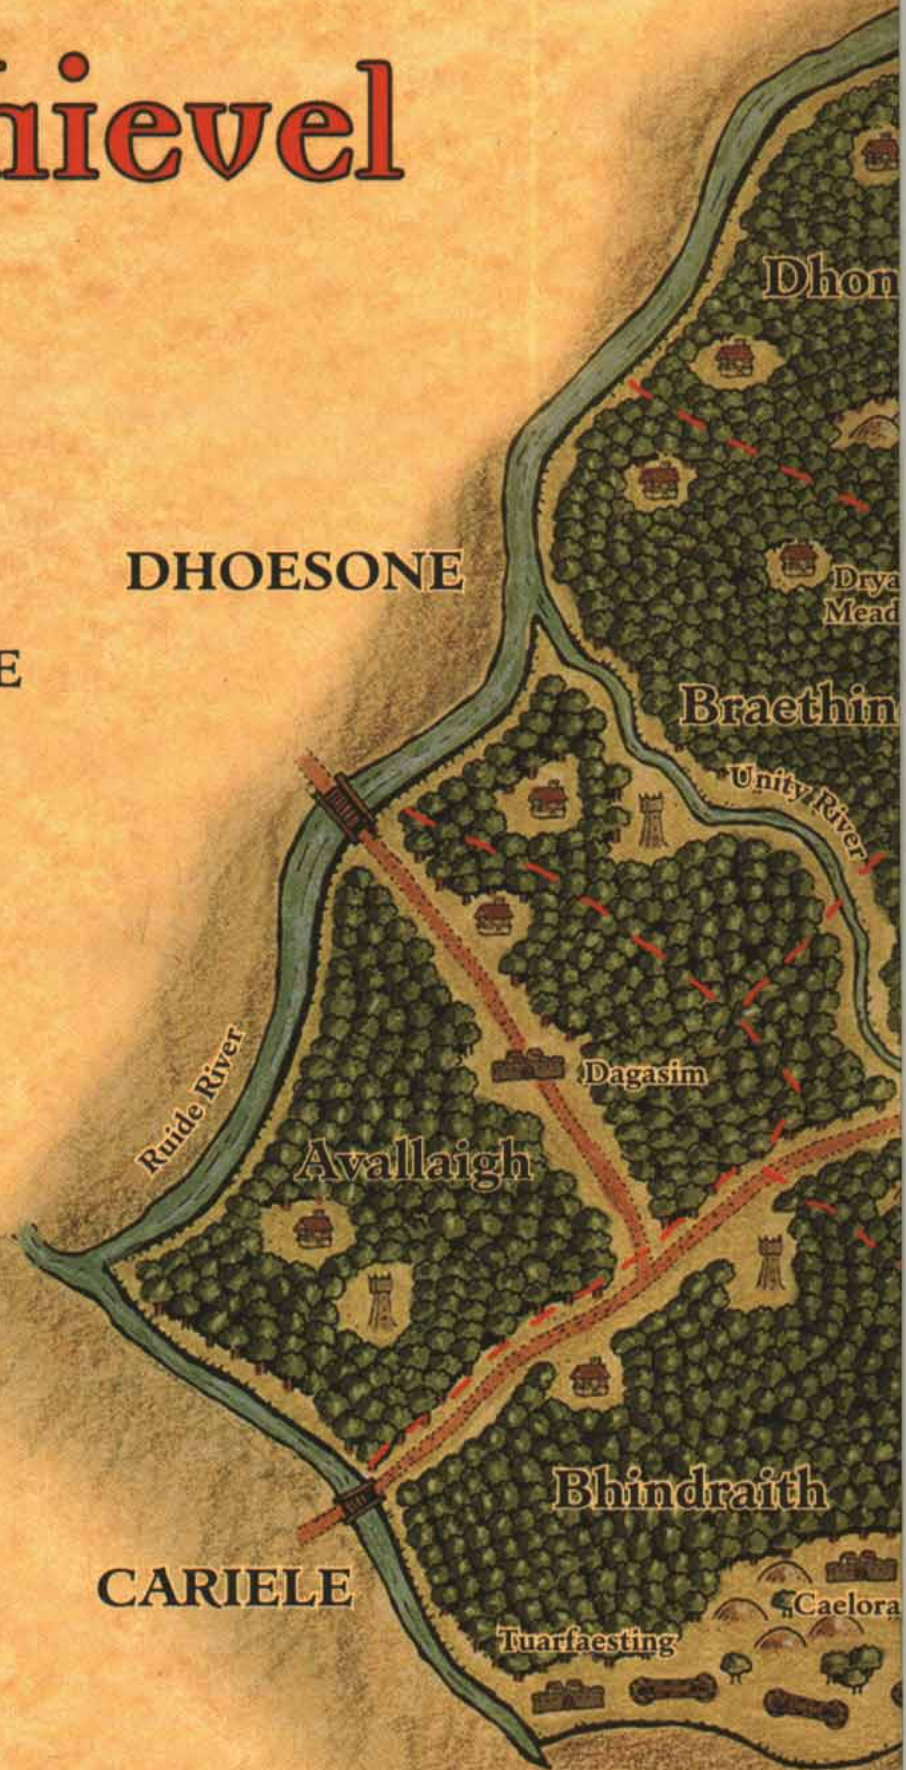 hievel
Dhon
DHOESONE
Drya
Mead
E
Braethin
Unity River
Dagasim
Ruide River
Avallaigh
Bhindraith
CARIELE
Caelora
Tuarfaesting